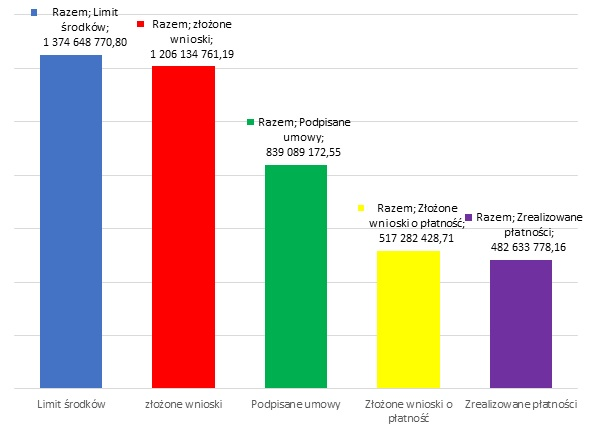 Razem; Limit
środków;
1 374 648 770,80
Razem; złożone
wnioski;
1 206 134 761,19
Razem; Podpisane
umowy;
839 089 172,55
Razem; Złożone
wnioski o płatność;
517 282 428,71
Razem; Zrealizowane
płatności;
482 633 778,16
Limit środków
złożone wnioski
Podpisane umowy
Złożone wnioski o
płatność
Zrealizowane płatności